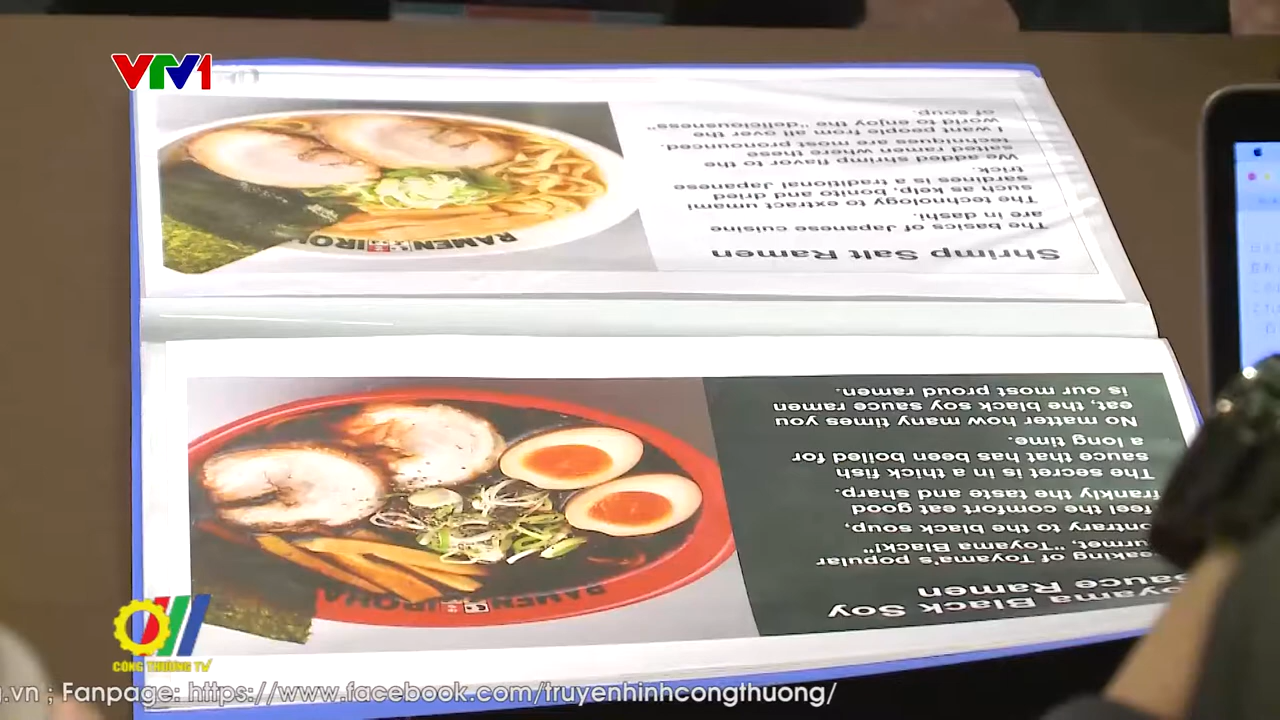 VTV1
Shrimp Salt Ramen
The basics of Japanese cuisine
are in dashi.
The technology to extract umami
such as kelp, bonito and dried
sardines is a traditional Japanese
trick.
We added shrimp flavor to the
salted ramen where these
techniques are most pronounced.
I want people from all over the
world to enjoy the "deliciousness"
of soup.
RAMEN IROHA
oyama Black Soy
Sauce Ramen
eaking of Toyama's popular
urmet, "Toyama Black!"
ontrary to the black soup,
feel the comfort eat good
frankly the taste and sharp.
The secret is in a thick fish
sauce that has been boiled for
a long time.
No matter how many times you
eat, the black soy sauce ramen
is our most proud ramen.
RAMEN IROHA
CÔNG THƯƠNG TV
g.vn ; Fanpage: https://www.facebook.com/truyenhinhcongthuong/